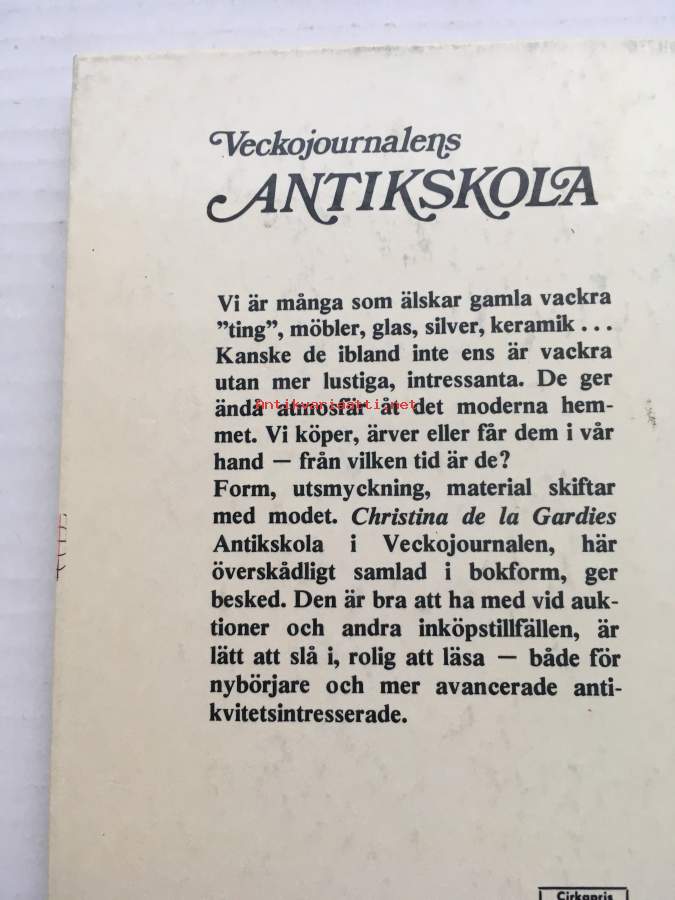 Veckojournalens
ANTIKSKOLA
Vi är många som älskar gamla vackra
”ting”, möbler, glas, silver, keramik . . .
Kanske de ibland inte ens är vackra
utan mer lustiga, intressanta. De ger
ändå atmosfär åt det moderna hem-
Antikvariaatti.net
met. Vi köper, ärver eller får dem i vår
hand — från vilken tid är de?
Form, utsmyckning, material skiftar
med modet. Christina de la Gardies
Antikskola i Veckojournalen, här
överskådligt samlad i bokform, ger
besked. Den är bra att ha med vid auk-
tioner och andra inköpstillfällen, är
lätt att slå i, rolig att läsa — både för
nybörjare och mer avancerade anti-
kvitetsintresserade.
Cirkapris